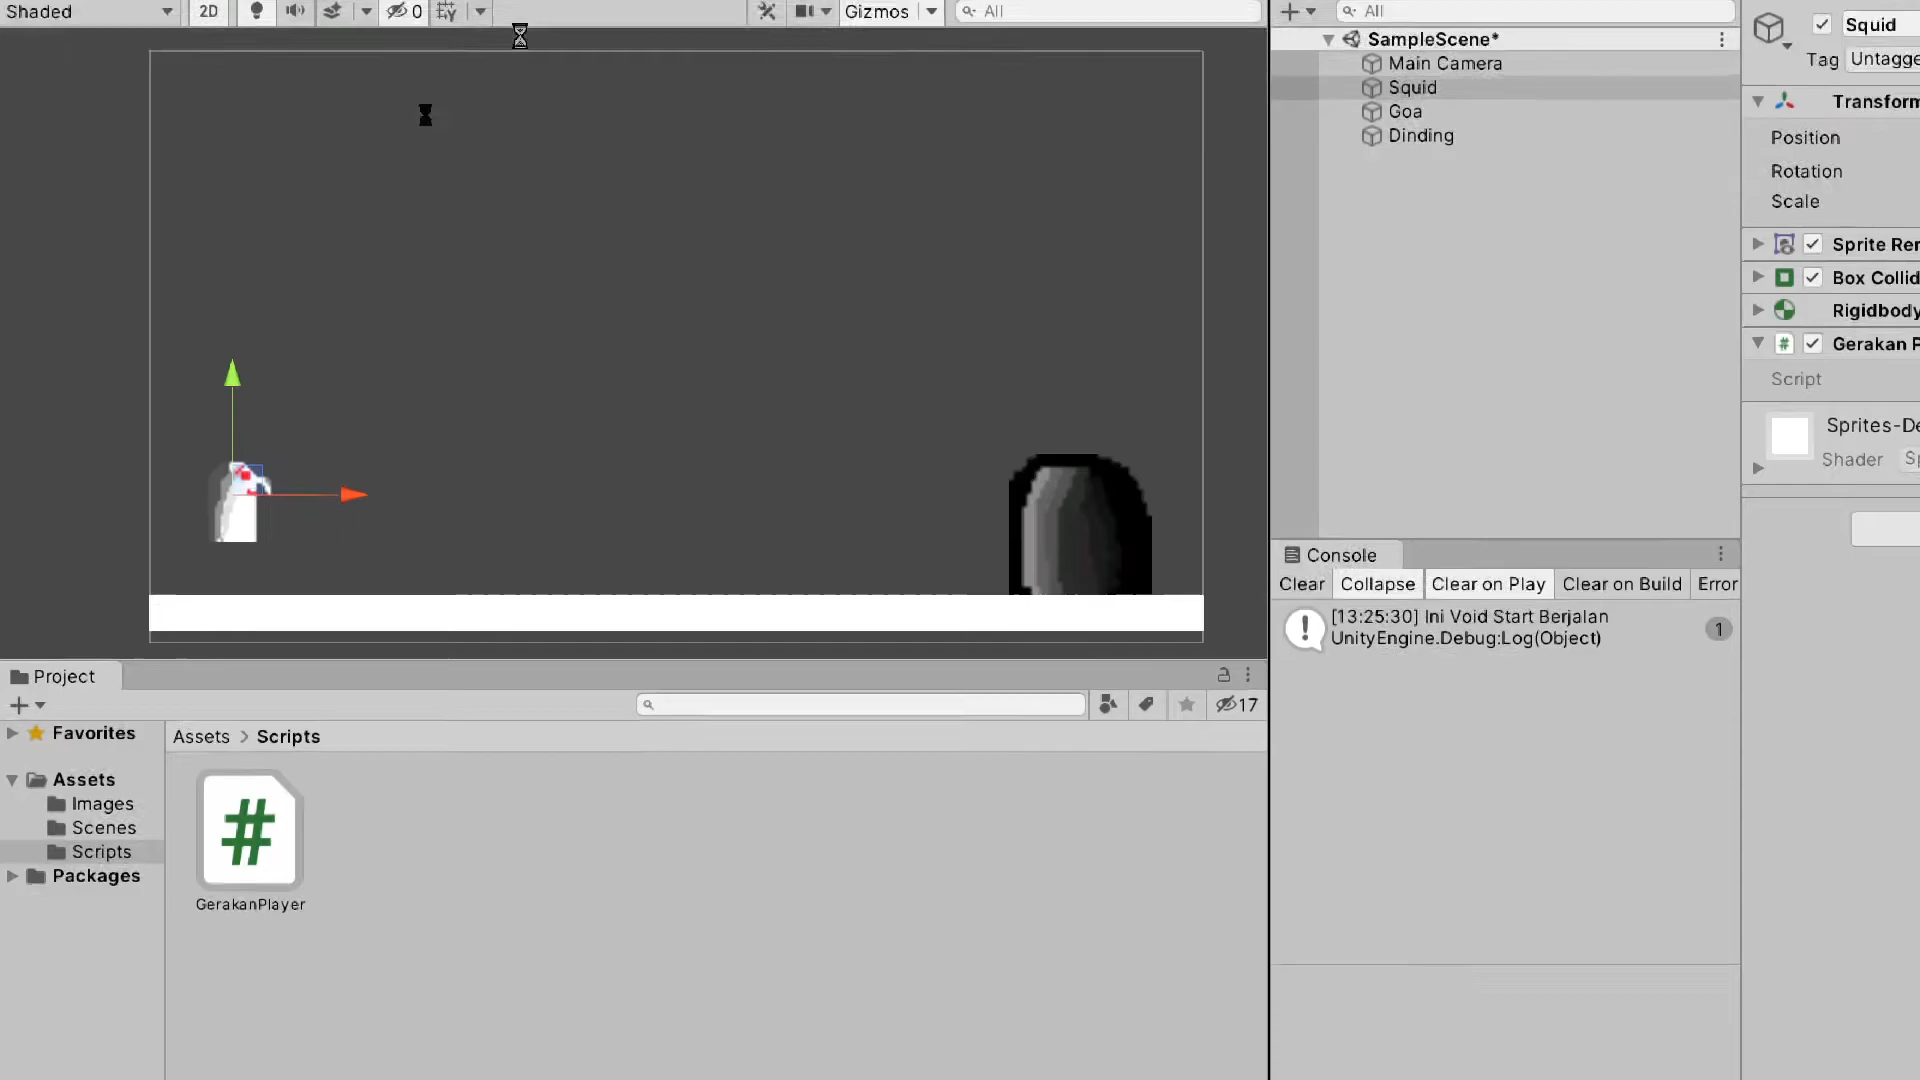 Shaded
2D
0
Gizmos
All
All
SampleScene*
Main Camera
Squid
Goa
Dinding
Squid
Tag Untagge
Transform
Position
Rotation
Scale
Sprite Ren
Box Collid
Rigidbody
# Gerakan P
Script
Sprites-De
Shader Sp
Console
Clear Collapse Clear on Play Clear on Build Error
[13:25:30] Ini Void Start Berjalan
UnityEngine.Debug:Log(Object)
1
Project
17
Favorites
Assets
Images
Scenes
Scripts
Packages
Assets > Scripts
#
GerakanPlayer